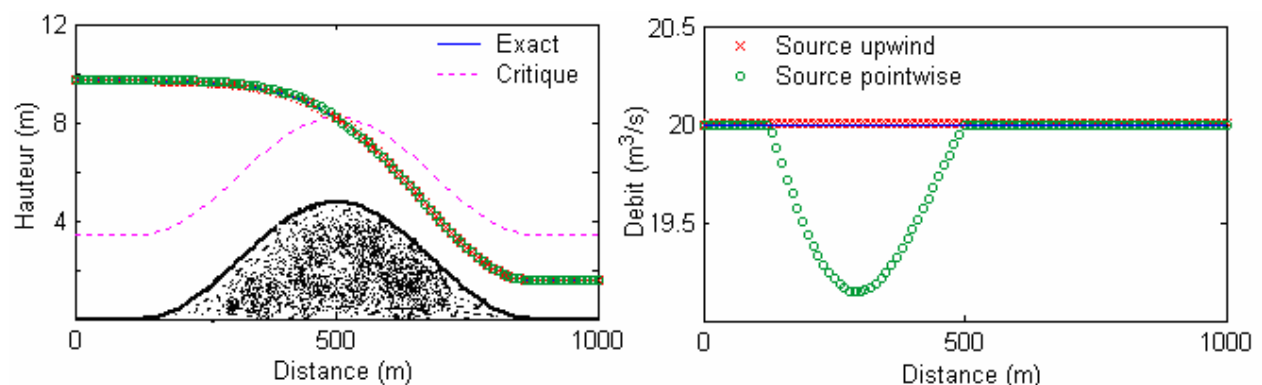 12
8
4
Hauteur (m)
Exact
Critique
0
500
1000
Distance (m)
20.5
20
19.5
Debit (m³/s)
Source upwind
Source pointwise
0
500
1000
Distance (m)